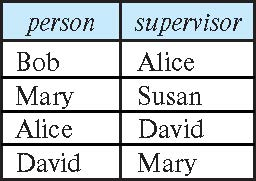 person supervisor
Bob Alice
Mary Susan
Alice David
David Mary